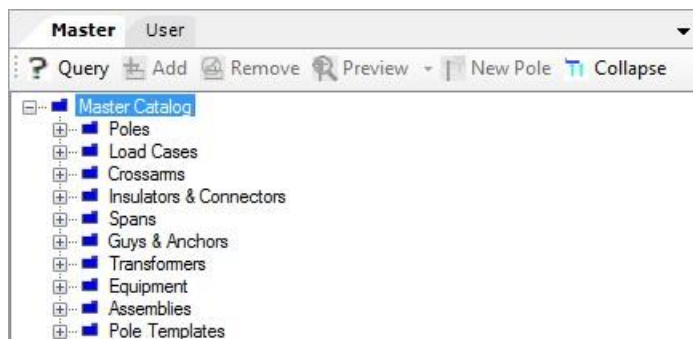 Master User
? Query Add Remove Preview New Pole Collapse
Master Catalog
Poles
Load Cases
Crossarms
Insulators & Connectors
Spans
Guys & Anchors
Transformers
Equipment
Assemblies
Pole Templates